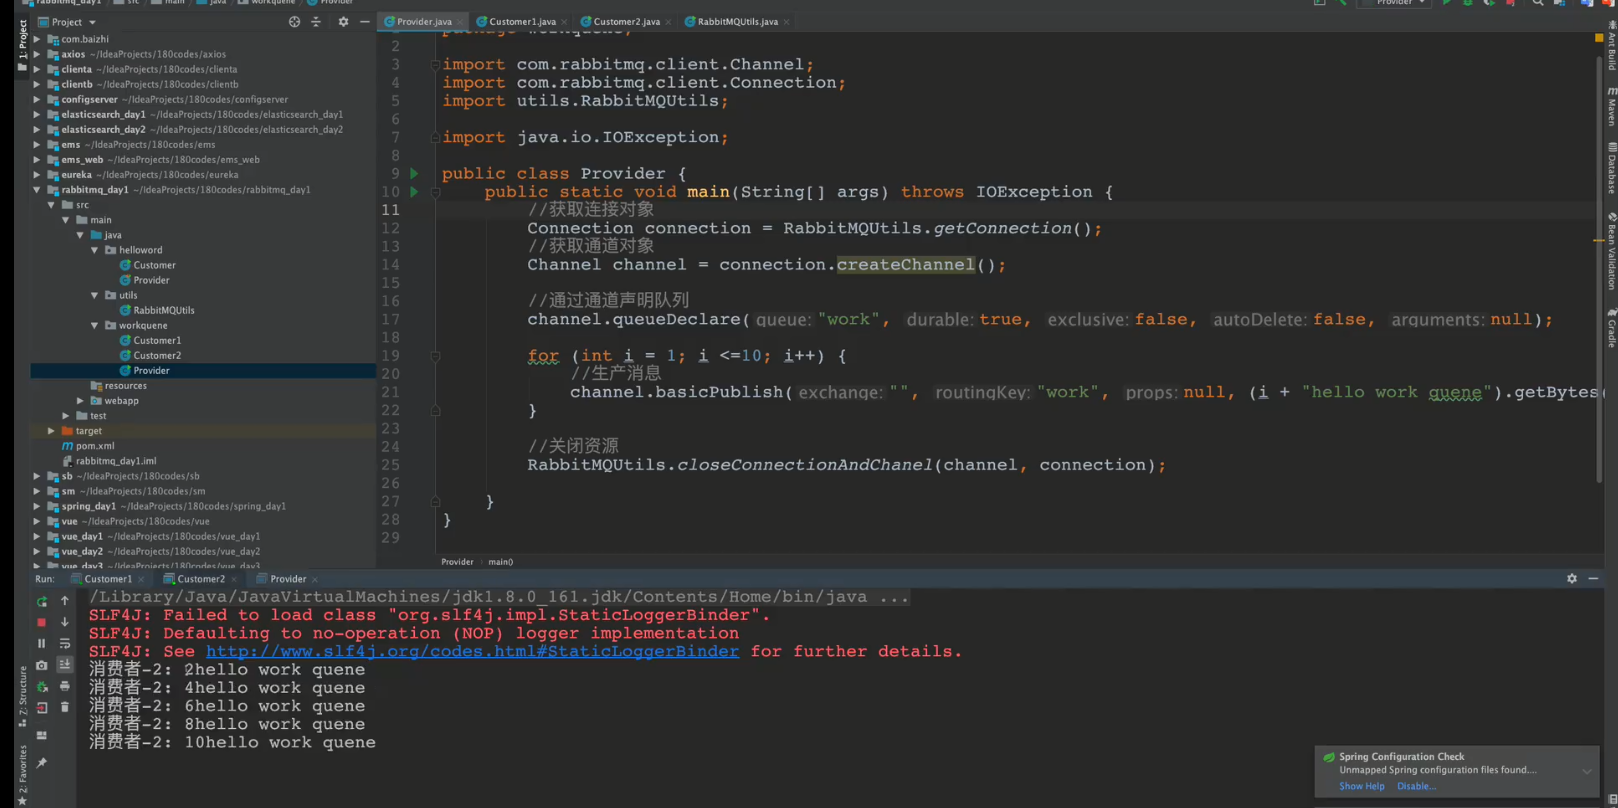 rabbitmq_day1 src main java workquene Provider
Provider
Project
Provider.java Customer1.java Customer2.java RabbitMQUtils.java
1: Project
com.baizhi
axios ~/IdeaProjects/180codes/axios
clienta ~/IdeaProjects/180codes/clienta
clientb ~/IdeaProjects/180codes/clientb
configserver ~/IdeaProjects/180codes/configserver
elasticsearch_day1 ~/IdeaProjects/180codes/elasticsearch_day1
elasticsearch_day2 ~/IdeaProjects/180codes/elasticsearch_day2
ems ~/IdeaProjects/180codes/ems
ems_web ~/IdeaProjects/180codes/ems_web
eureka ~/IdeaProjects/180codes/eureka
rabbitmq_day1 ~/IdeaProjects/180codes/rabbitmq_day1
src
main
java
helloword
Customer
Provider
utils
RabbitMQUtils
workquene
Customer1
Customer2
Provider
resources
webapp
test
target
pom.xml
rabbitmq_day1.iml
sb ~/IdeaProjects/180codes/sb
sm ~/IdeaProjects/180codes/sm
spring_day1 ~/IdeaProjects/180codes/spring_day1
vue ~/IdeaProjects/180codes/vue
vue_day1 ~/IdeaProjects/180codes/vue_day1
vue_day2 ~/IdeaProjects/180codes/vue_day2
vue_day3 ~/IdeaProjects/180codes/vue_day3
2
3 import com.rabbitmq.client.Channel;
4 import com.rabbitmq.client.Connection;
5 import utils.RabbitMQUtils;
6
7 import java.io.IOException;
8
9 public class Provider {
10 public static void main(String[] args) throws IOException {
11 //获取连接对象
12 Connection connection = RabbitMQUtils.getConnection();
13 //获取通道对象
14 Channel channel = connection.createChannel();
15
16 //通过通道声明队列
17 channel.queueDeclare( queue: "work", durable: true, exclusive: false, autoDelete: false, arguments: null);
18
19 for (int i = 1; i <=10; i++) {
20 //生产消息
21 channel.basicPublish( exchange: "", routingKey: "work", props: null, (i + "hello work quene").getBytes(
22 }
23
24 //关闭资源
25 RabbitMQUtils.closeConnectionAndChanel(channel, connection);
26
27 }
28 }
29
Provider main()
Ant Build
Maven
Database
Bean Validation
Gradle
Run: Customer1 Customer2 Provider
/Library/Java/JavaVirtualMachines/jdk1.8.0_161.jdk/Contents/Home/bin/java ...
SLF4J: Failed to load class "org.slf4j.impl.StaticLoggerBinder".
SLF4J: Defaulting to no-operation (NOP) logger implementation
SLF4J: See http://www.slf4j.org/codes.html#StaticLoggerBinder for further details.
消费者-2: 2hello work quene
消费者-2: 4hello work quene
消费者-2: 6hello work quene
消费者-2: 8hello work quene
消费者-2: 10hello work quene
Z: Structure
2: Favorites
Spring Configuration Check
Unmapped Spring configuration files found....
Show Help Disable...